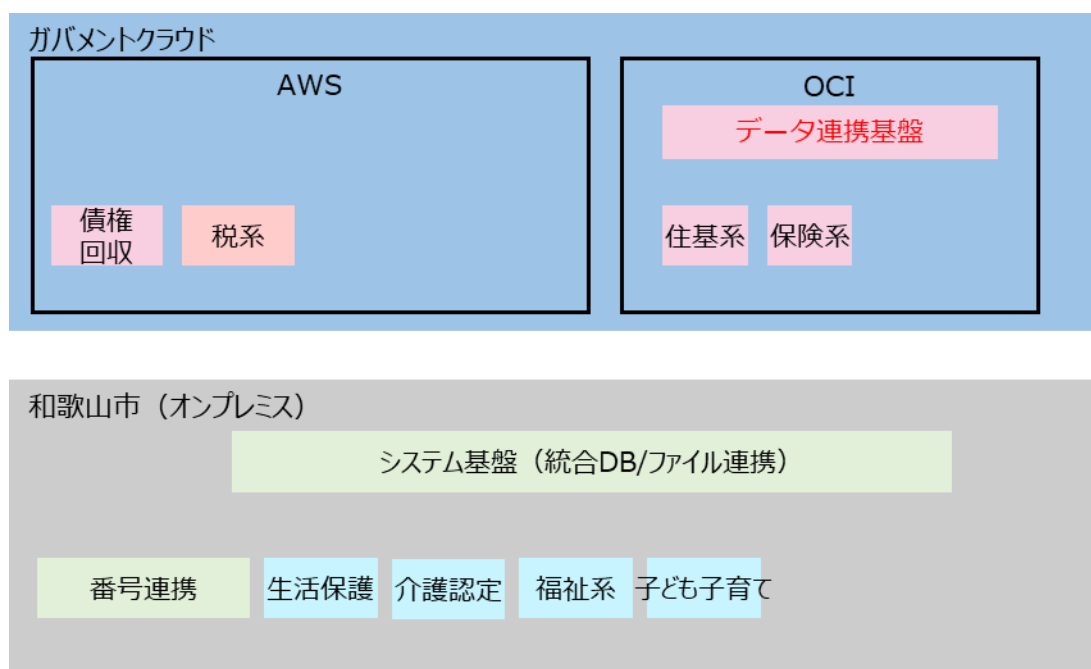 ガバメントクラウド
AWS
OCI
データ連携基盤
債権
回収
税系
住基系
保険系
和歌山市（オンプレミス）
システム基盤（統合DB/ファイル連携）
番号連携
生活保護
介護認定
福祉系
子ども子育て